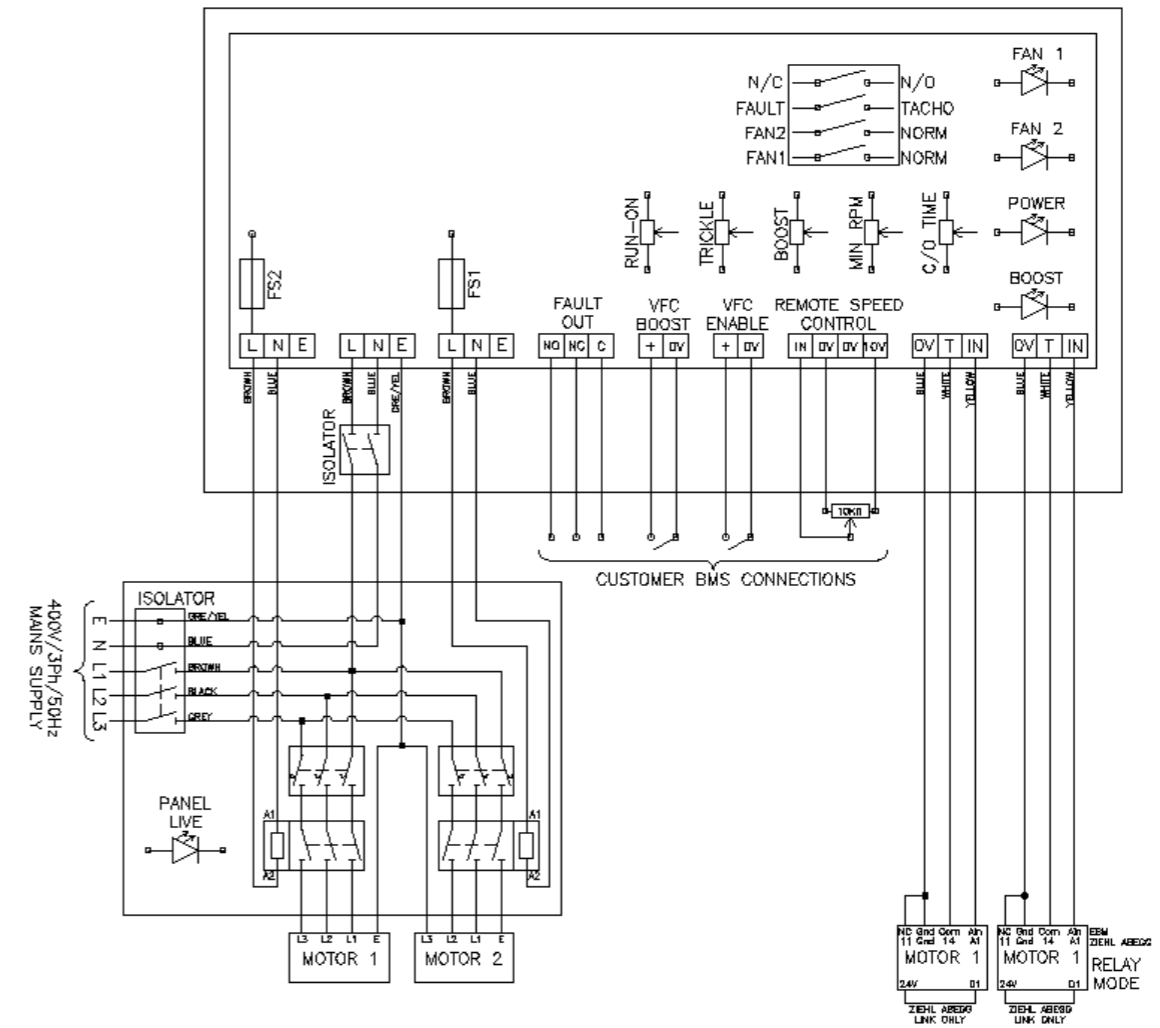 FAN 1
N/C N/O
FAULT TACHO
FAN2 NORM
FAN1 NORM
FAN 2
POWER
BOOST
RUN-ON
TRICKLE
BOOST
MIN RPM
C/O TIME
FS2
FS1
FAULT OUT
VFC BOOST
VFC ENABLE
REMOTE SPEED CONTROL
L N E
L N E
L N E
NO NC C
+ 0V
+ 0V
IN 0V 0V 10V
0V T IN
0V T IN
BROWN
BLUE
BROWN
BLUE
GRE/YEL
BROWN
BLUE
BLUE
WHITE
YELLOW
BLUE
WHITE
YELLOW
ISOLATOR
10KΩ
CUSTOMER BMS CONNECTIONS
ISOLATOR
400V/3Ph/50Hz
MAINS SUPPLY
E
N
L1
L2
L3
GRE/YEL
BLUE
BROWN
BLACK
GREY
PANEL
LIVE
A1
A2
A1
A2
L3 L2 L1 E
MOTOR 1
L3 L2 L1 E
MOTOR 2
NC Gnd Com Ain
11 Gnd 14 A1
MOTOR 1
24V D1
ZIEHL ABEGG
LINK ONLY
NC Gnd Com Ain
11 Gnd 14 A1
MOTOR 1
24V D1
ZIEHL ABEGG
LINK ONLY
EBM
ZIEHL ABEGG
RELAY
MODE